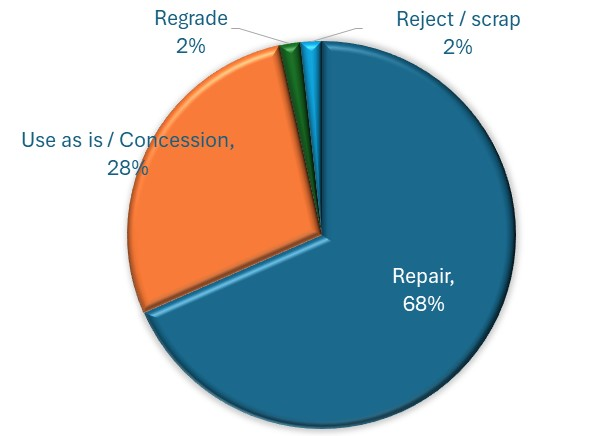 Regrade
2%
Reject / scrap
2%
Use as is / Concession,
28%
Repair,
68%